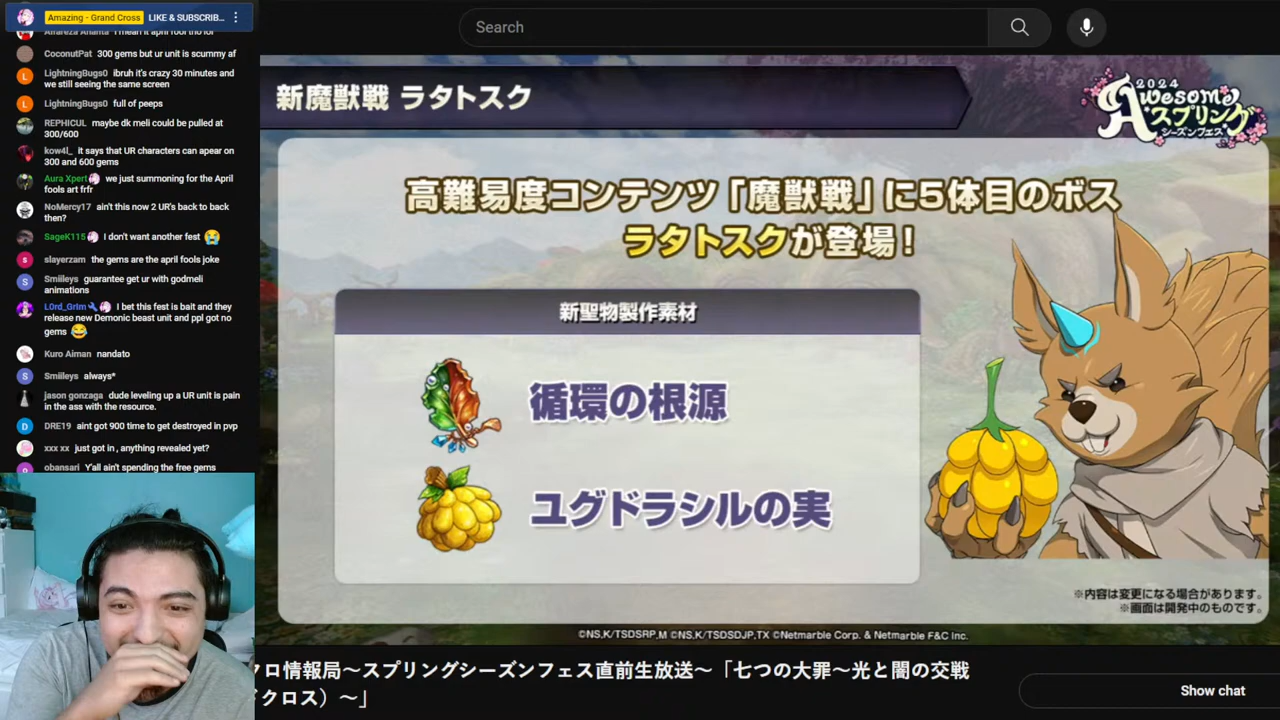 Amazing - Grand Cross LIKE & SUBSCRIB...
CoconutPat 300 gems but ur unit is scummy af
LightningBugs0 ibruh it's crazy 30 minutes and
we still seeing the same screen
LightningBugs0 full of peeps
REPHICUL maybe dk meli could be pulled at
300/600
kow4l_ it says that UR characters can apear on
300 and 600 gems
Aura Xpert we just summoning for the April
fools art frfr
NoMercy17 ain't this now 2 UR's back to back
then?
SageK115 I don't want another fest 😭
slayerzam the gems are the april fools joke
Smiileys guarantee get ur with godmeli
animations
L0rd_Gr1m I bet this fest is bait and they
release new Demonic beast unit and ppl got no
gems 😂
Kuro Aiman nandato
Smiileys always*
jason gonzaga dude leveling up a UR unit is pain
in the ass with the resource.
DRE19 aint got 900 time to get destroyed in pvp
xxx xx just got in , anything revealed yet?
obansari Y'all ain't spending the free gems
Search
新魔獣戦 ラタトスク
2024
Awesome
スプリング
シーズンフェス
高難易度コンテンツ「魔獣戦」に5体目のボス
ラタトスクが登場!
新聖物製作素材
循環の根源
ユグドラシルの実
※内容は変更になる場合があります。
※画面は開発中のものです。
©NS,K/TSDSRP,M ©NS,K/TSDSDJP,TX ©Netmarble Corp. & Netmarble F&C Inc.
クロ情報局～スプリングシーズンフェス直前生放送～「七つの大罪～光と闇の交戦
ドクロス）～」
Show chat